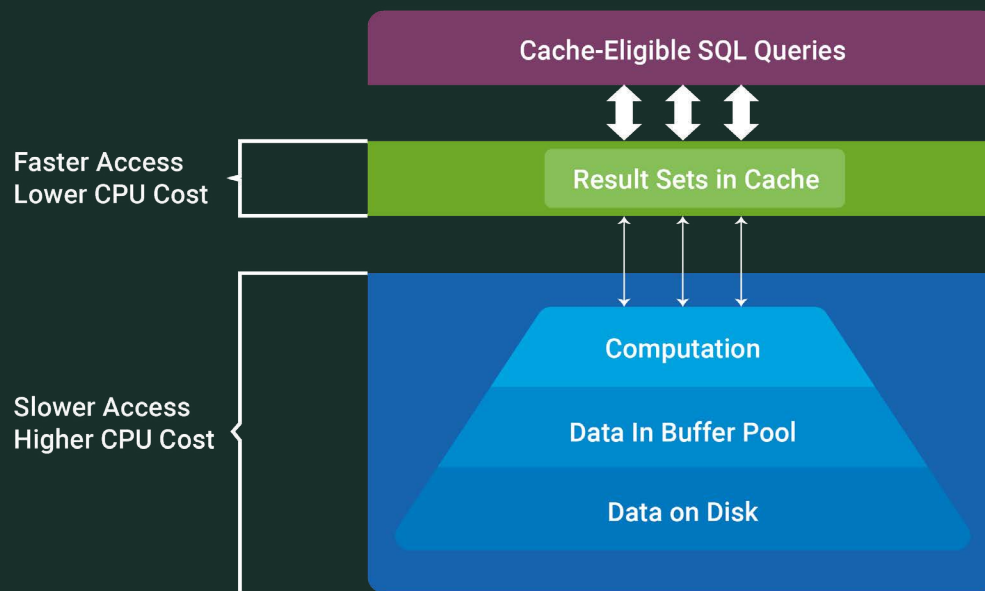 Cache-Eligible SQL Queries
Faster Access
Lower CPU Cost
Result Sets in Cache
Computation
Slower Access
Higher CPU Cost
Data In Buffer Pool
Data on Disk